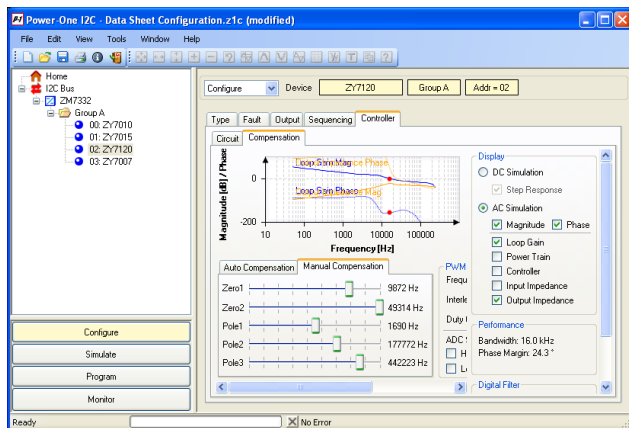 Power-One I2C - Data Sheet Configuration.z1c (modified)
File Edit View Tools Window Help
Home
I2C Bus
ZM7332
Group A
00: ZY7010
01: ZY7015
02: ZY7120
03: ZY7007
Configure
Simulate
Program
Monitor
Configure Device ZY7120 Group A Addr = 02
Type Fault Output Sequencing Controller
Circuit Compensation
Magnitude [dB] / Phase
Loop Gain Mag
Phase
Loop Gain Phase
Mag
0
-200
10 100 1000 10000 100000
Frequency [Hz]
Auto Compensation Manual Compensation
Zero1 9872 Hz
Zero2 49314 Hz
Pole1 1690 Hz
Pole2 177772 Hz
Pole3 442223 Hz
PWM
Frequ
Interle
Duty
ADC
H
Display
DC Simulation
Step Response
AC Simulation
Magnitude Phase
Loop Gain
Power Train
Controller
Input Impedance
Output Impedance
Performance
Bandwidth: 16.0 kHz
Phase Margin: 24.3 °
Digital Filter
Ready No Error